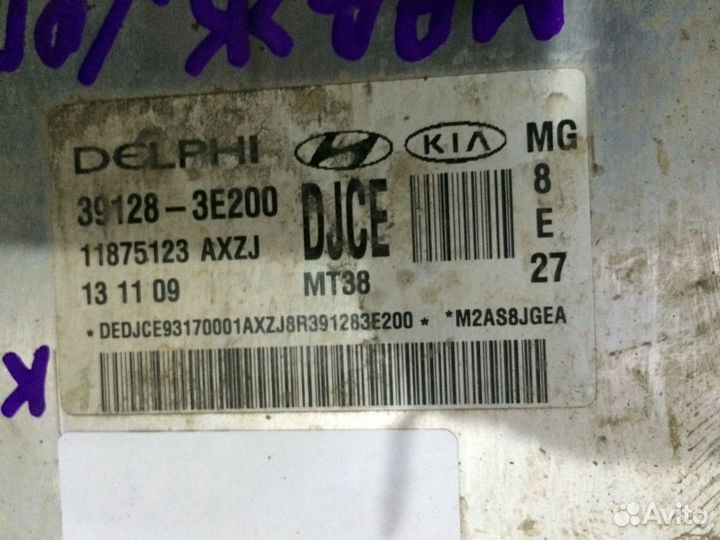 DELPHI KIA MG
39128-3E200 DJCE 8
11875123 AXZJ E
13 11 09 MT38 27
*DEDJCE93170001AXZJ8R391283E200* *M2AS8JGEA
K
Avito